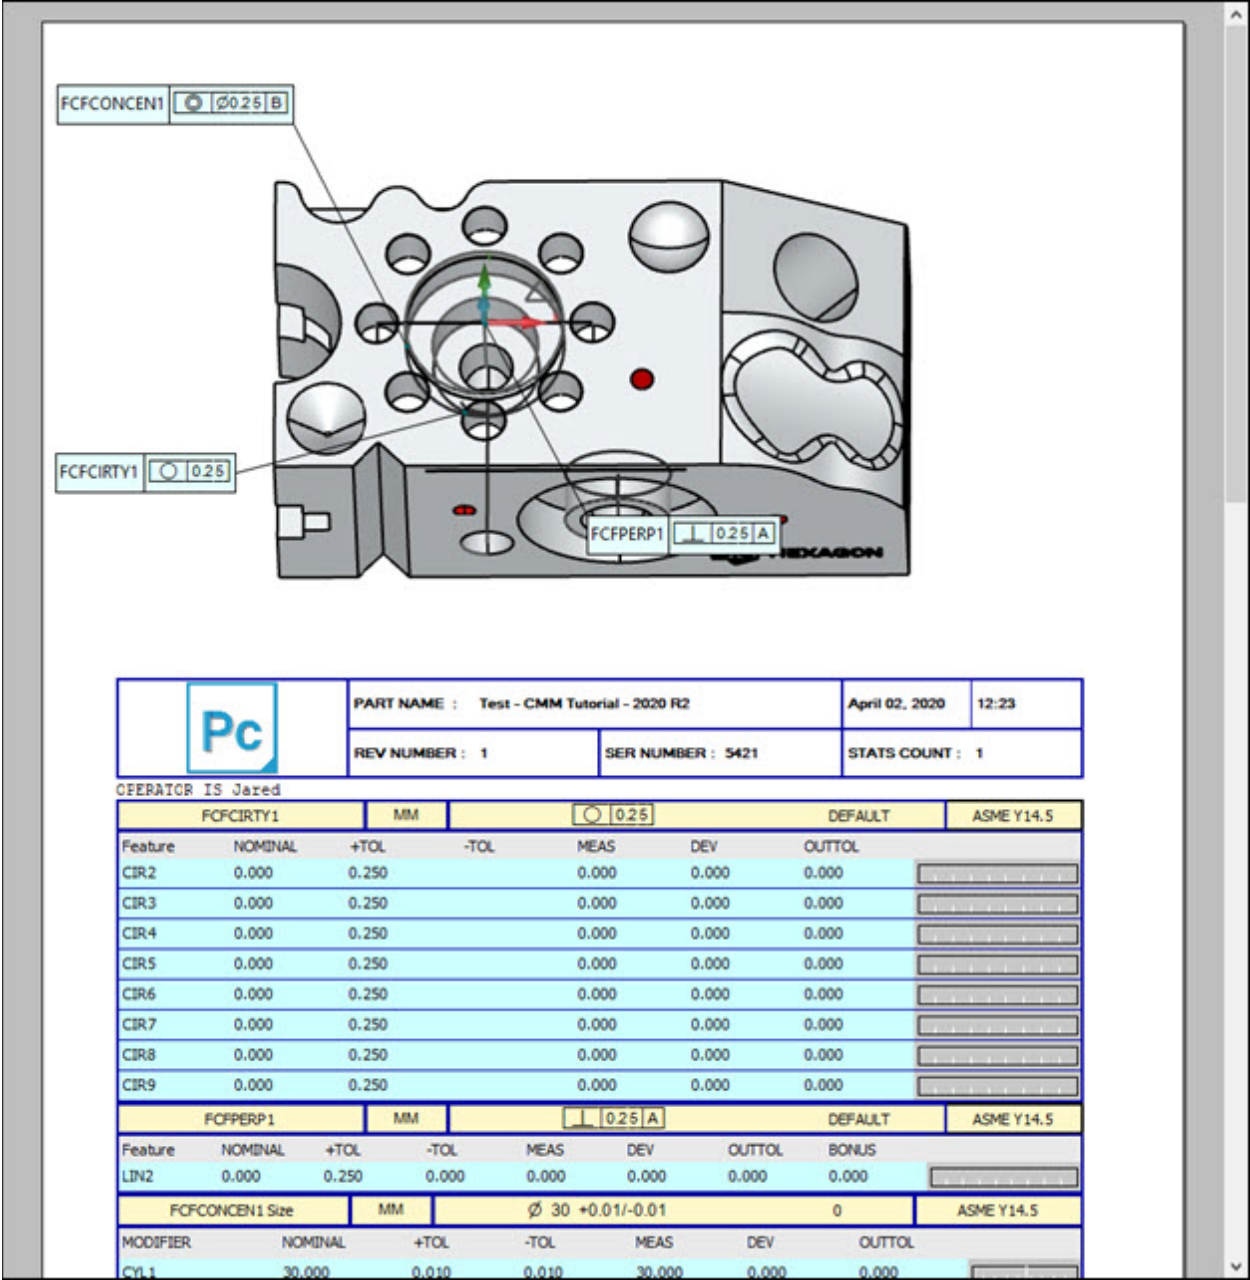 FCFCONCEN1 ◎ Ø0.25 B
FCFCIRTY1 ○ 0.25
FCFPERP1 ⊥ 0.25 A
HEXAGON
Pc
PART NAME : Test - CMM Tutorial - 2020 R2 April 02, 2020 12:23
REV NUMBER : 1 SER NUMBER : 5421 STATS COUNT : 1
OPERATOR IS Jared
FCFCIRTY1 MM ○ 0.25 DEFAULT ASME Y14.5
Feature NOMINAL +TOL -TOL MEAS DEV OUTTOL
CIR2 0.000 0.250 0.000 0.000 0.000
CIR3 0.000 0.250 0.000 0.000 0.000
CIR4 0.000 0.250 0.000 0.000 0.000
CIR5 0.000 0.250 0.000 0.000 0.000
CIR6 0.000 0.250 0.000 0.000 0.000
CIR7 0.000 0.250 0.000 0.000 0.000
CIR8 0.000 0.250 0.000 0.000 0.000
CIR9 0.000 0.250 0.000 0.000 0.000
FCFPERP1 MM ⊥ 0.25 A DEFAULT ASME Y14.5
Feature NOMINAL +TOL -TOL MEAS DEV OUTTOL BONUS
LIN2 0.000 0.250 0.000 0.000 0.000 0.000 0.000
FCFCONCEN1 Size MM Ø 30 +0.01/-0.01 0 ASME Y14.5
MODIFIER NOMINAL +TOL -TOL MEAS DEV OUTTOL
CYL1 30.000 0.010 0.010 30.000 0.000 0.000